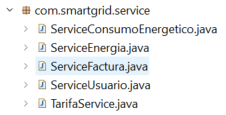 com.smartgrid.service
ServiceConsumoEnergetico.java
ServiceEnergia.java
ServiceFactura.java
ServiceUsuario.java
TarifaService.java